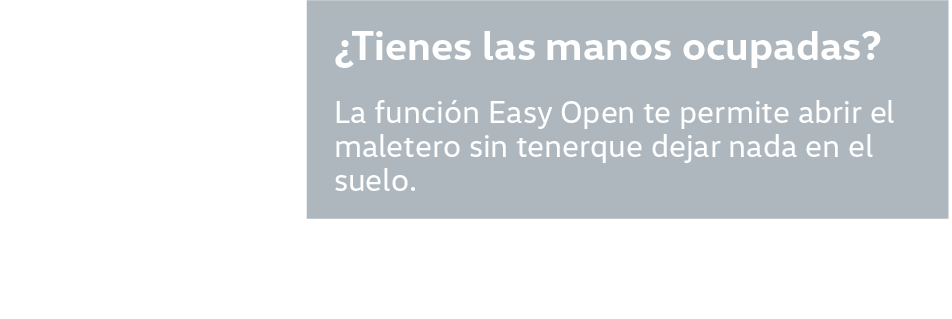 ¿Tienes las manos ocupadas?
La función Easy Open te permite abrir el
maletero sin tenerque dejar nada en el
suelo.